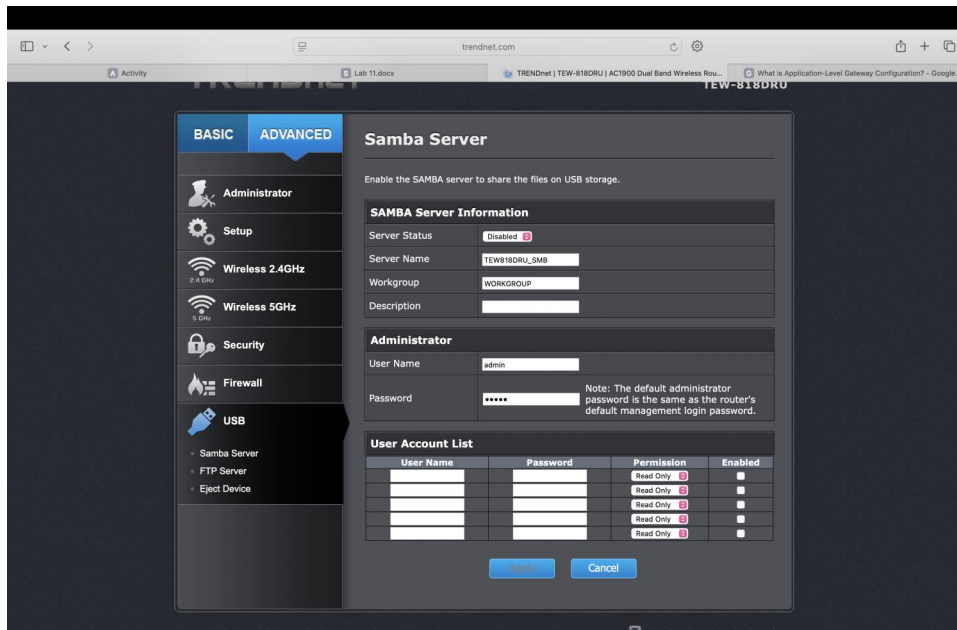 trendnet.com
Activity
Lab 11.docx
TRENDnet | TEW-818DRU | AC1900 Dual Band Wireless Rou...
What is Application-Level Gateway Configuration? - Google
TEW-818DRU
BASIC
ADVANCED
Administrator
Setup
2.4 GHz
Wireless 2.4GHz
5 GHz
Wireless 5GHz
Security
Firewall
USB
Samba Server
FTP Server
Eject Device
Samba Server
Enable the SAMBA server to share the files on USB storage.
SAMBA Server Information
Server Status Disabled
Server Name TEW818DRU_SMB
Workgroup WORKGROUP
Description
Administrator
User Name admin
Password ••••• Note: The default administrator
password is the same as the router's
default management login password.
User Account List
User Name Password Permission Enabled
Read Only
Read Only
Read Only
Read Only
Read Only
Apply Cancel